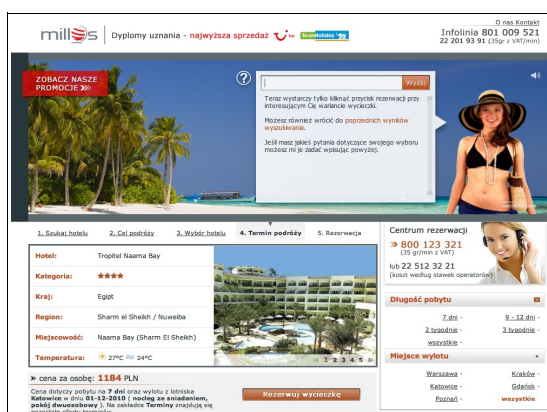 O nas Kontakt
milloos
Dyplomy uznania - najwyższa sprzedaż
Infolinia 801 009 521
22 201 93 91 (35gr z VAT/min)
ZOBACZ NASZE
PROMOCJE
?
Wyślij
Teraz wystarczy tylko kliknąć przycisk rezerwacji przy
interesującym Cię wariancie wycieczki.
Możesz również wrócić do poprzednich wyników
wyszukiwania.
Jeśli masz jakieś pytania dotyczące swojego wyboru
możesz mi je zadać wpisując powyżej.
1. Szukaj hotelu
2. Cel podróży
3. Wybór hotelu
4. Termin podróży
5. Rezerwacja
Hotel: Tropitel Naama Bay
Kategoria: ★★★★
Kraj: Egipt
Region: Sharm el Sheikh / Nuweiba
Miejscowość: Naama Bay (Sharm El Sheikh)
Temperatura: 27°C 24°C
« 1 2 3 4 5 »
» cena za osobę: 1184 PLN
Cena dotyczy pobytu na 7 dni oraz wylotu z lotniska
Katowice w dniu 01-12-2010 ( nocleg ze sniadaniem,
pokój dwuosobowy ). Na zakładce Terminy znajdują się
pozostałe oferty terminów
Rezerwuj wycieczkę
Centrum rezerwacji
» 800 123 321
(35 gr/min z VAT)
lub 22 512 32 21
(koszt według stawek operatorów)
Długość pobytu
7 dni -
9 - 12 dni -
2 tygodnie -
3 tygodnie -
wszystkie -
Miejsce wylotu
Warszawa -
Kraków -
Katowice -
Gdańsk -
Poznań -
wszystkie